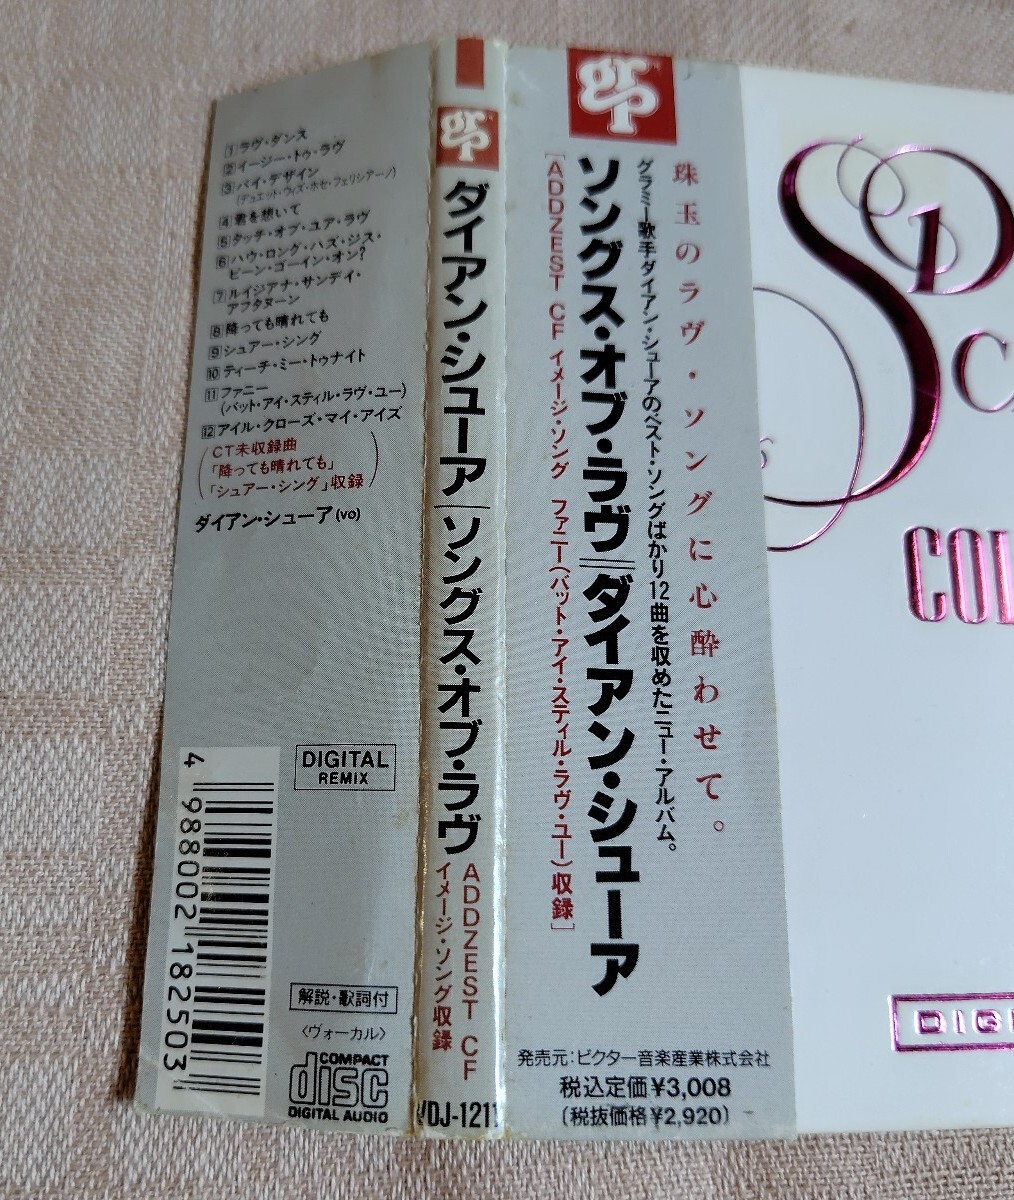 1 ラヴ・ダンス
2 イージー・トゥ・ラヴ
3 バイ・デザイン
(デュエット・ウィズ・ホセ・フェリシアーノ)
4 君を想いて
5 タッチ・オブ・ユア・ラヴ
6 ハウ・ロング・ハズ・ジス・
ビーン・ゴーイン・オン?
7 ルイジアナ・サンデイ・
アフタヌーン
8 降っても晴れても
9 シュアー・シング
10 ティーチ・ミー・トゥナイト
11 ファニー
(バット・アイ・スティル・ラヴ・ユー)
12 アイル・クローズ・マイ・アイズ
(CT未収録曲
「降っても晴れても」
「シュアー・シング」収録)
ダイアン・シューア(vo)
DIGITAL
REMIX
4 988002 182503
解説・歌詞付
〈ヴォーカル〉
COMPACT
disc
DIGITAL AUDIO
grp
ダイアン・シューア/ソングス・オブ・ラヴ
ADDZEST CF
イメージ・ソング収録
VDJ-1211
grp
珠玉のラヴ・ソングに心酔わせて。
グラミー歌手ダイアン・シューアのベスト・ソングばかり12曲を収めたニュー・アルバム。
ソングス・オブ・ラヴ//ダイアン・シューア
[ADDZEST CF イメージ・ソング ファニー(バット・アイ・スティル・ラヴ・ユー)収録]
発売元:ビクター音楽産業株式会社
税込定価¥3,008
(税抜価格¥2,920)